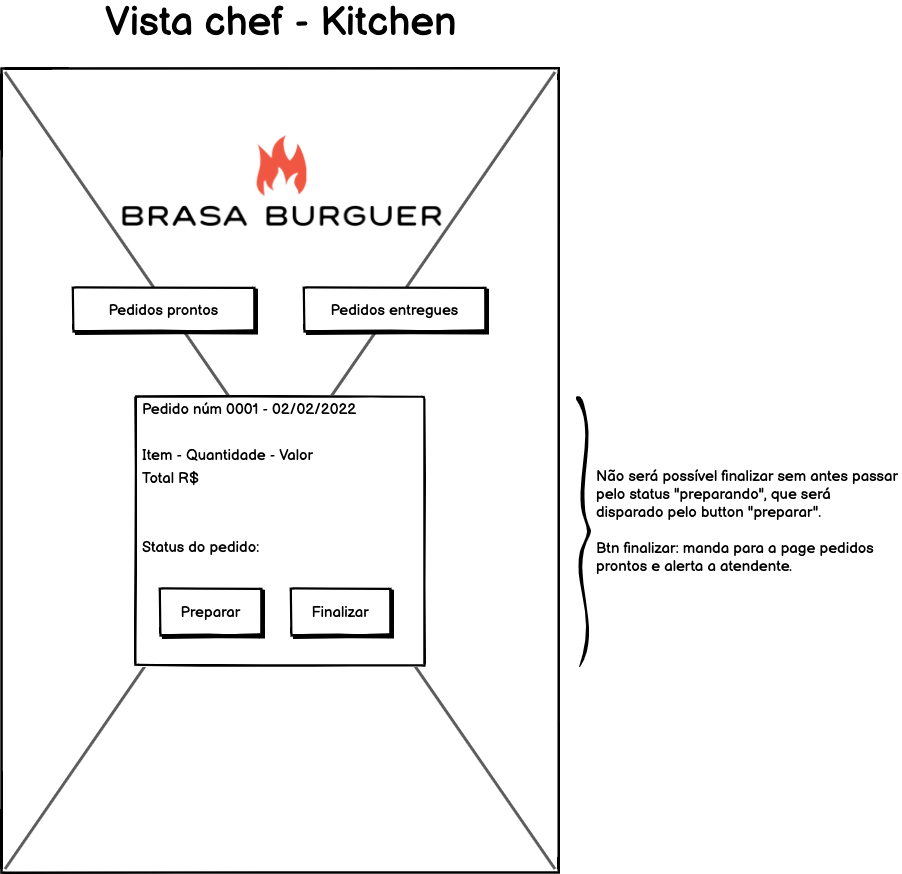 Vista chef - Kitchen
BRASA BURGUER
Pedidos prontos
Pedidos entregues
Pedido núm 0001 - 02/02/2022
Item - Quantidade - Valor
Total R$
Status do pedido:
Preparar
Finalizar
Não será possível finalizar sem antes passar
pelo status "preparando", que será
disparado pelo button "preparar".
Btn finalizar: manda para a page pedidos
prontos e alerta a atendente.